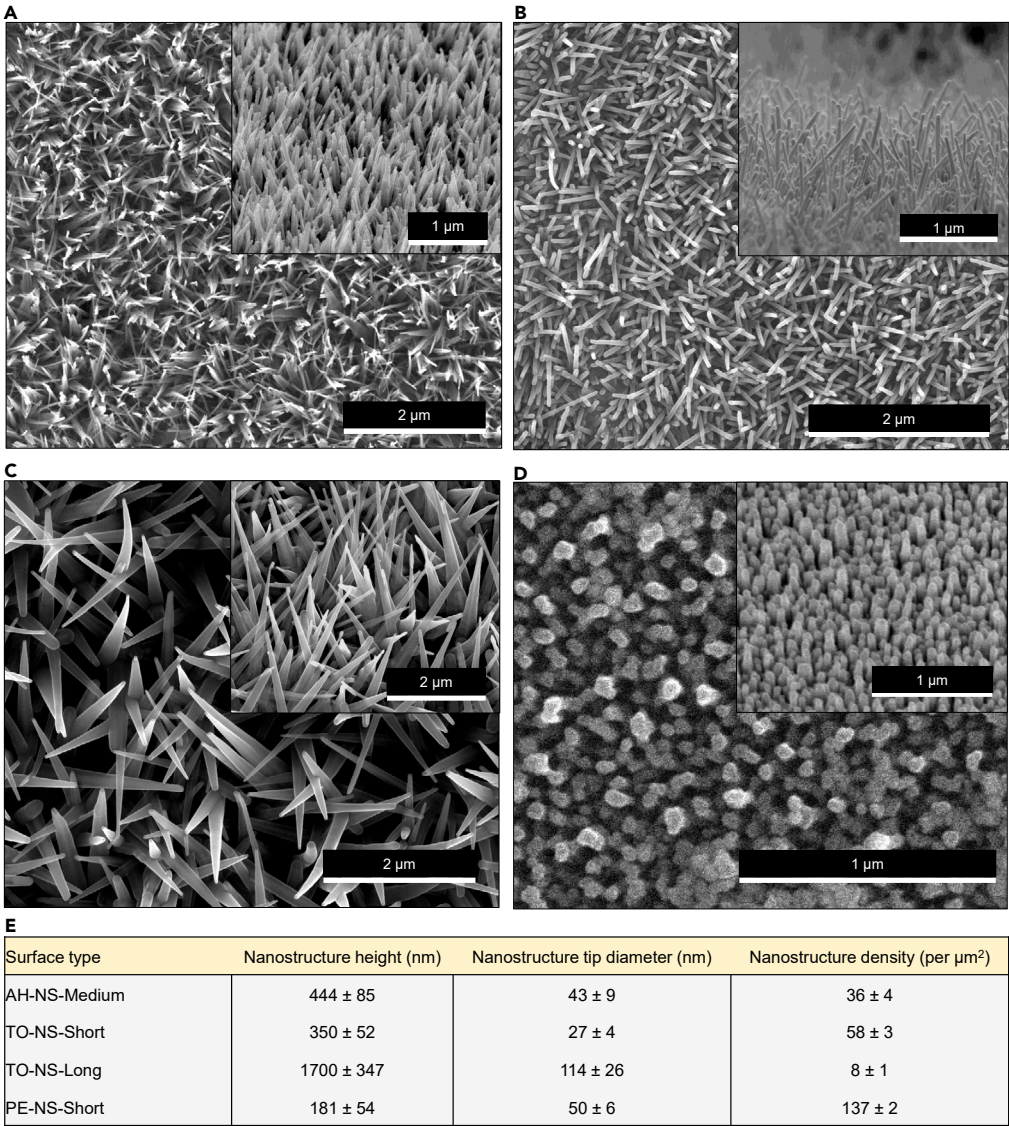 A
B
1 µm
1 µm
2 µm
2 µm
C
D
2 µm
1 µm
2 µm
1 µm
E
Surface type Nanostructure height (nm) Nanostructure tip diameter (nm) Nanostructure density (per µm²)
AH-NS-Medium 444 ± 85 43 ± 9 36 ± 4
TO-NS-Short 350 ± 52 27 ± 4 58 ± 3
TO-NS-Long 1700 ± 347 114 ± 26 8 ± 1
PE-NS-Short 181 ± 54 50 ± 6 137 ± 2